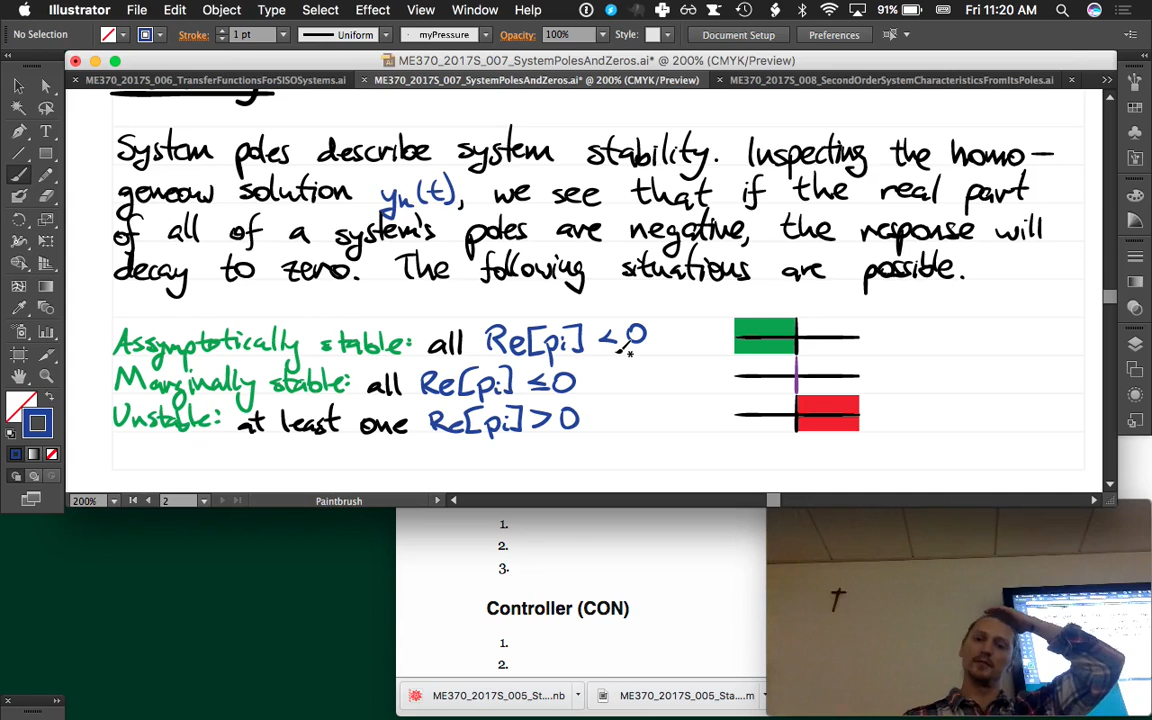 Illustrator File Edit Object Type Select Effect View Window Control Help 91% Fri 11:20 AM
No Selection Stroke: 1 pt Uniform myPressure Opacity: 100% Style: Document Setup Preferences
ME370_2017S_007_SystemPolesAndZeros.ai* @ 200% (CMYK/Preview)
ME370_2017S_006_TransferFunctionsForSISOSystems.ai ME370_2017S_007_SystemPolesAndZeros.ai* @ 200% (CMYK/Preview) ME370_2017S_008_SecondOrderSystemCharacteristicsFromItsPoles.ai
System poles describe system stability. Inspecting the homo-
geneous solution yh(t), we see that if the real part
of all of a system's poles are negative, the response will
decay to zero. The following situations are possible.
Assymptotically stable: all Re[pi] < 0
Marginally stable: all Re[pi] ≤ 0
Unstable: at least one Re[pi] > 0
200% 2 Paintbrush
1.
2.
3.
Controller (CON)
1.
2.
ME370_2017S_005_St....nb ME370_2017S_005_Sta....m